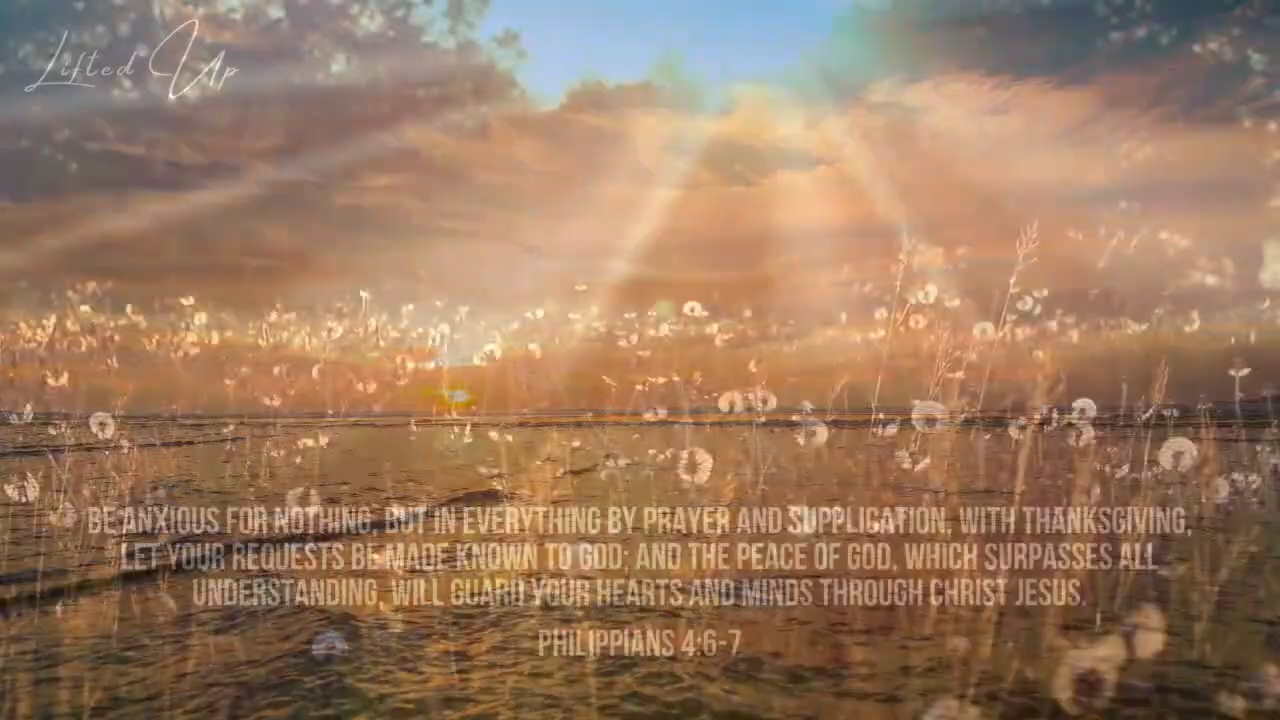 Lifted Up
BE ANXIOUS FOR NOTHING, BUT IN EVERYTHING BY PRAYER AND SUPPLICATION, WITH THANKSGIVING,
LET YOUR REQUESTS BE MADE KNOWN TO GOD; AND THE PEACE OF GOD, WHICH SURPASSES ALL
UNDERSTANDING, WILL GUARD YOUR HEARTS AND MINDS THROUGH CHRIST JESUS.
PHILIPPIANS 4:6-7